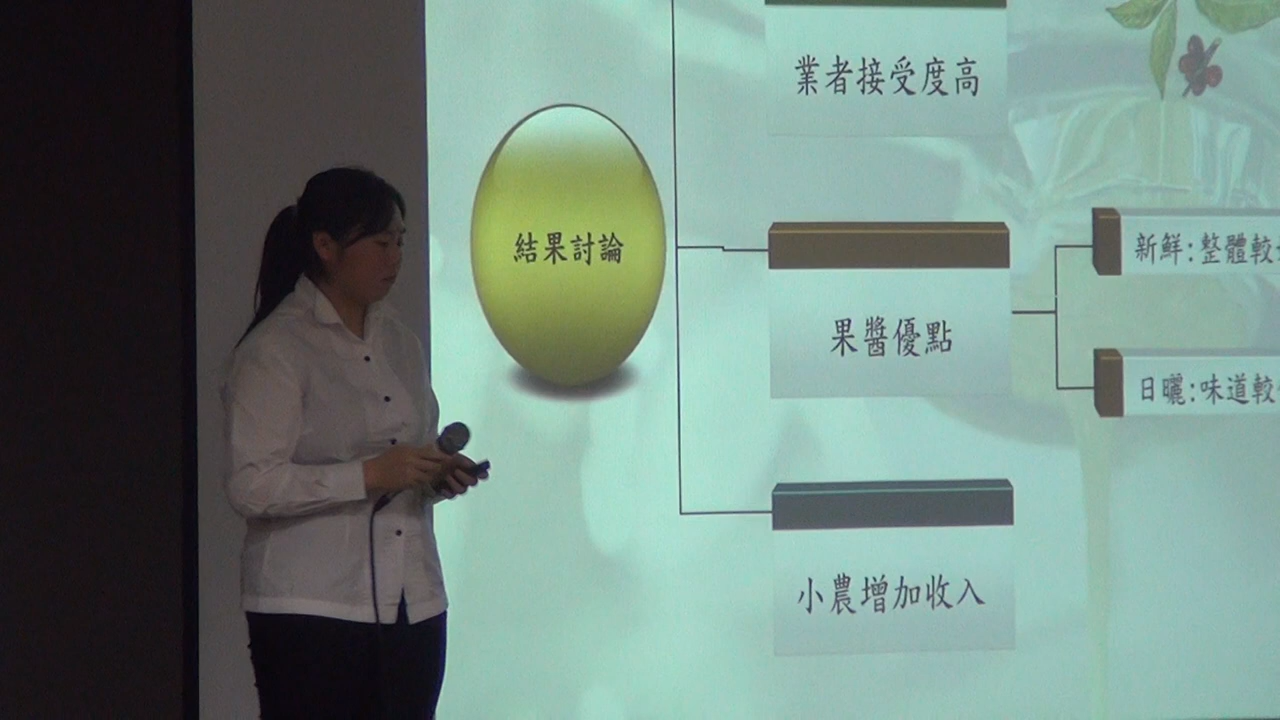 業者接受度高
結果討論
果醬優點
新鮮:整體較
日曬:味道較
小農增加收入